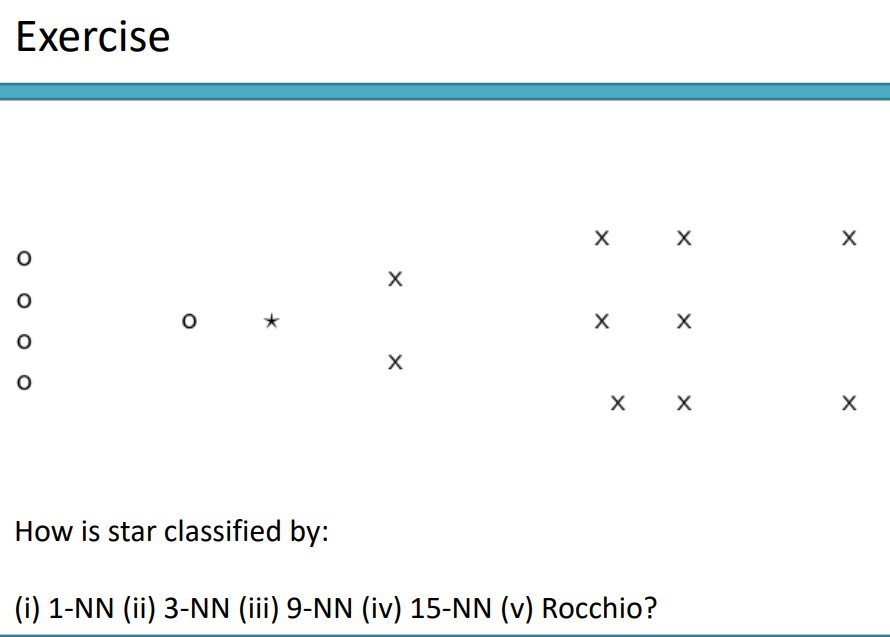 Exercise
x x x
o
x
o
o ★ x x
o
x
o
x x x
How is star classified by:
(i) 1-NN (ii) 3-NN (iii) 9-NN (iv) 15-NN (v) Rocchio?